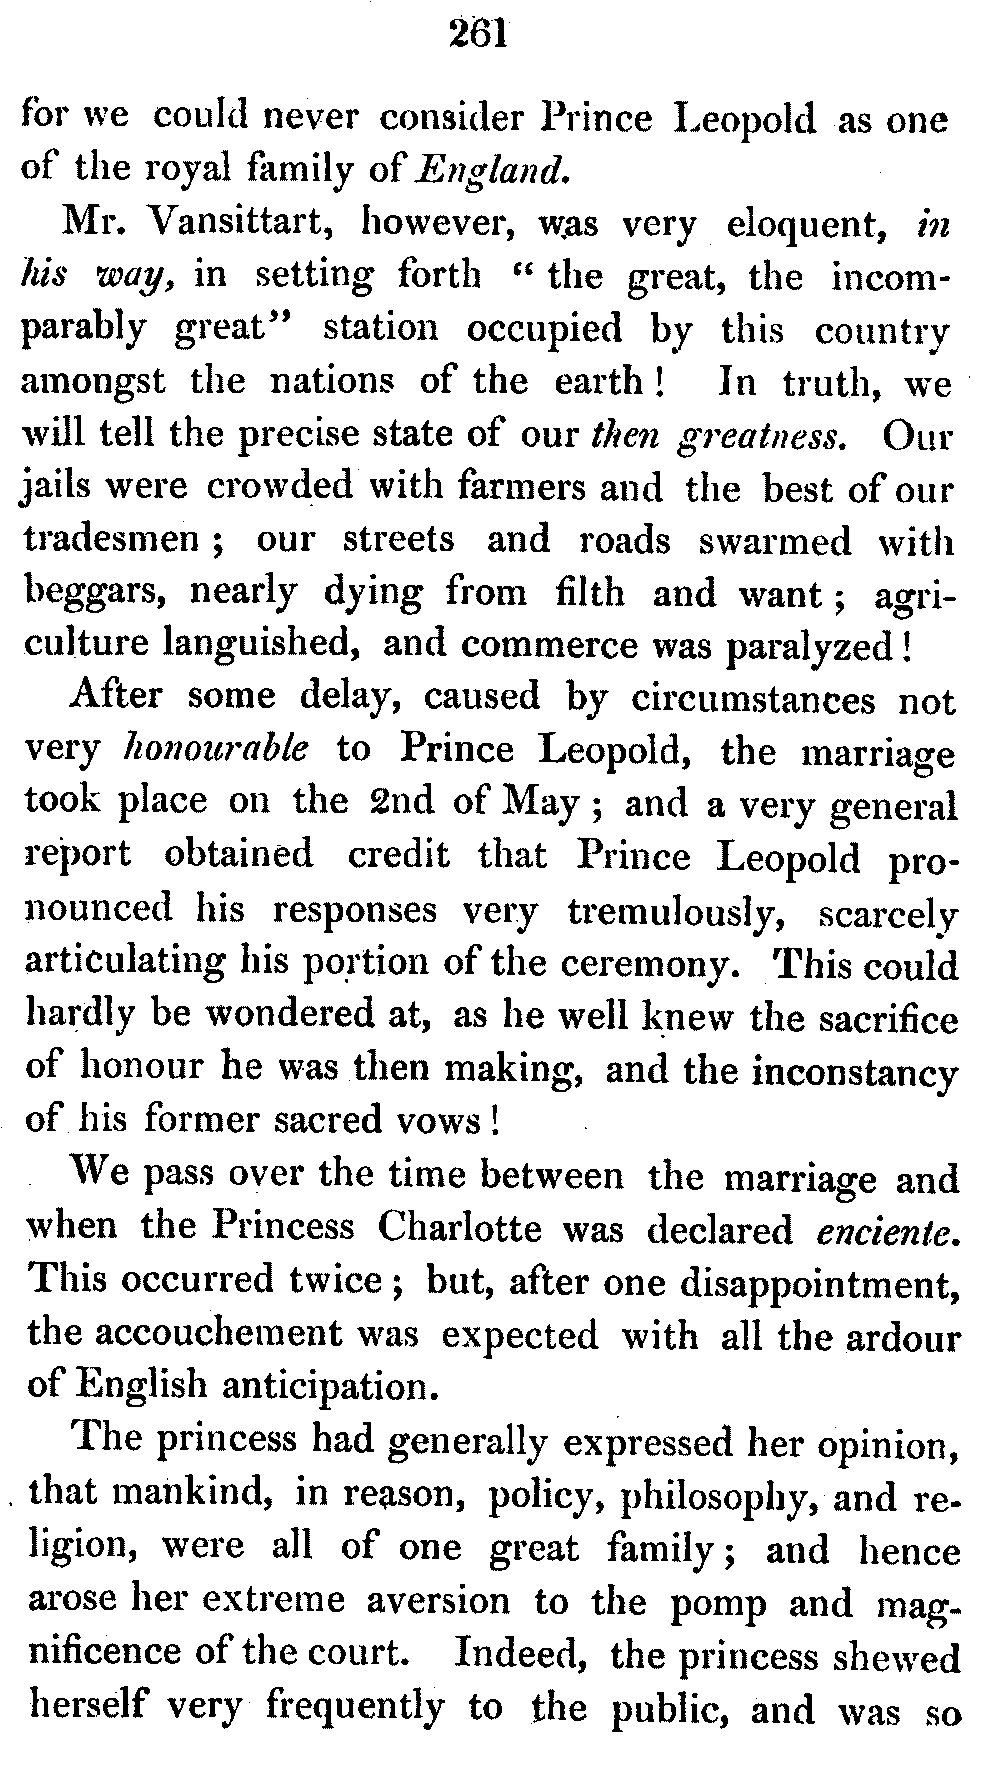 261
for we could never consider Prince Leopold as one
of the royal family of England.
Mr. Vansittart, however, was very eloquent, in
his way, in setting forth “ the great, the incom-
parably great” station occupied by this country
amongst the nations of the earth ! In truth, we
will tell the precise state of our then greatness. Our
jails were crowded with farmers and the best of our
tradesmen ; our streets and roads swarmed with
beggars, nearly dying from filth and want ; agri-
culture languished, and commerce was paralyzed !
After some delay, caused by circumstances not
very honourable to Prince Leopold, the marriage
took place on the 2nd of May ; and a very general
report obtained credit that Prince Leopold pro-
nounced his responses very tremulously, scarcely
articulating his portion of the ceremony. This could
hardly be wondered at, as he well knew the sacrifice
of honour he was then making, and the inconstancy
of his former sacred vows !
We pass over the time between the marriage and
when the Princess Charlotte was declared enciente.
This occurred twice ; but, after one disappointment,
the accouchement was expected with all the ardour
of English anticipation.
The princess had generally expressed her opinion,
that mankind, in reason, policy, philosophy, and re-
ligion, were all of one great family ; and hence
arose her extreme aversion to the pomp and mag-
nificence of the court. Indeed, the princess shewed
herself very frequently to the public, and was so